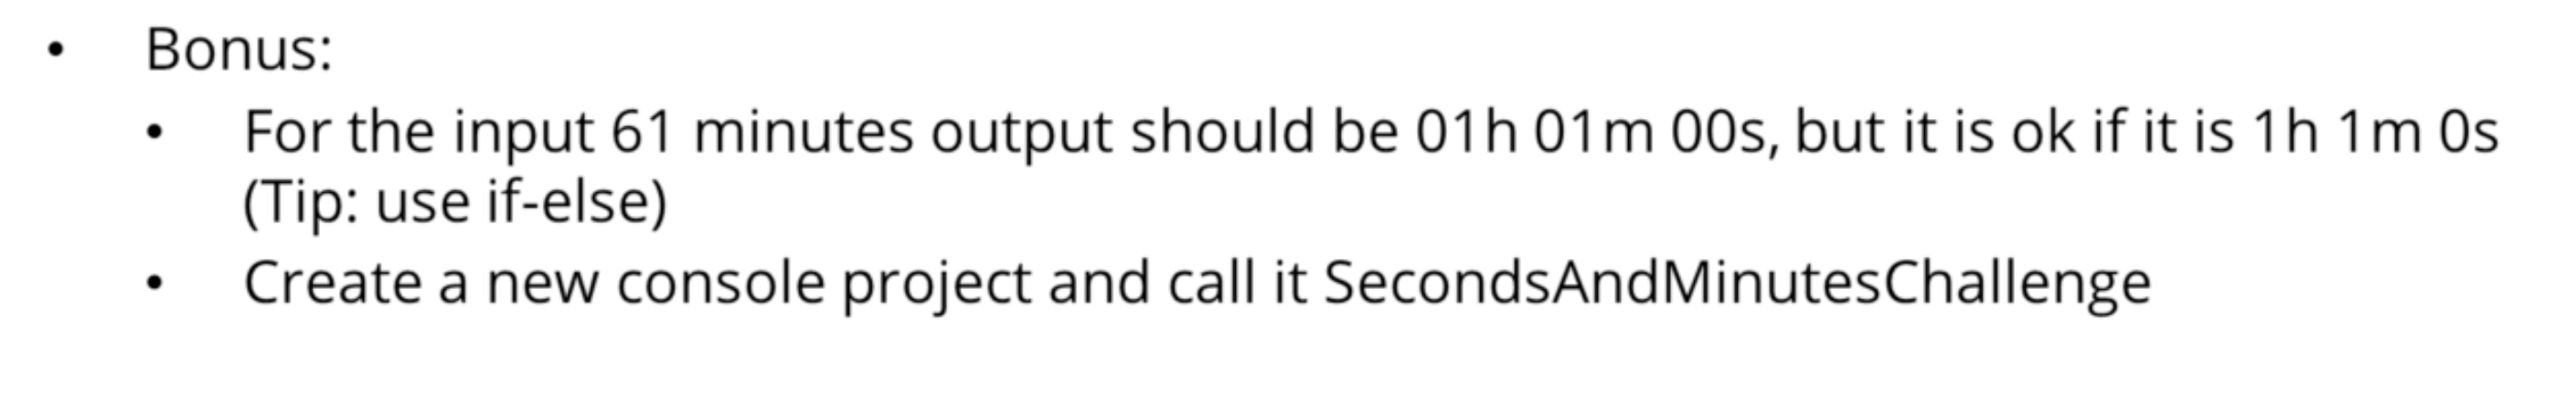 • Bonus:
• For the input 61 minutes output should be 01h 01m 00s, but it is ok if it is 1h 1m 0s
(Tip: use if-else)
• Create a new console project and call it SecondsAndMinutesChallenge